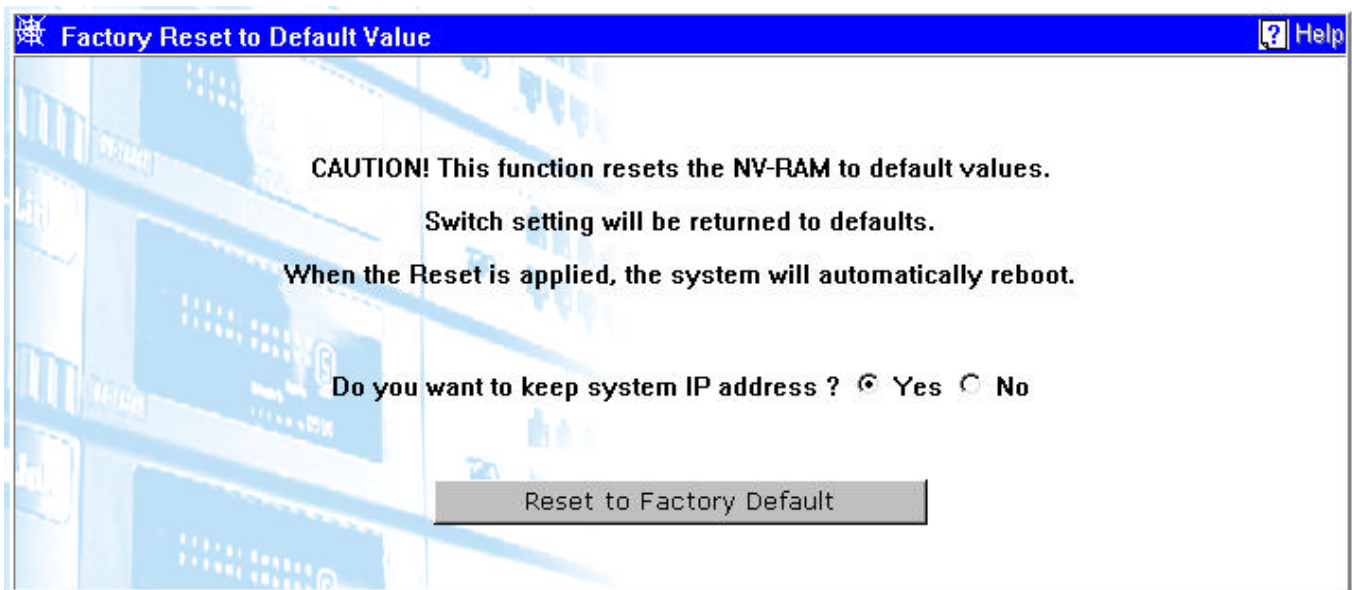 Factory Reset to Default Value
? Help
CAUTION! This function resets the NV-RAM to default values.
Switch setting will be returned to defaults.
When the Reset is applied, the system will automatically reboot.
Do you want to keep system IP address ? Yes No
Reset to Factory Default